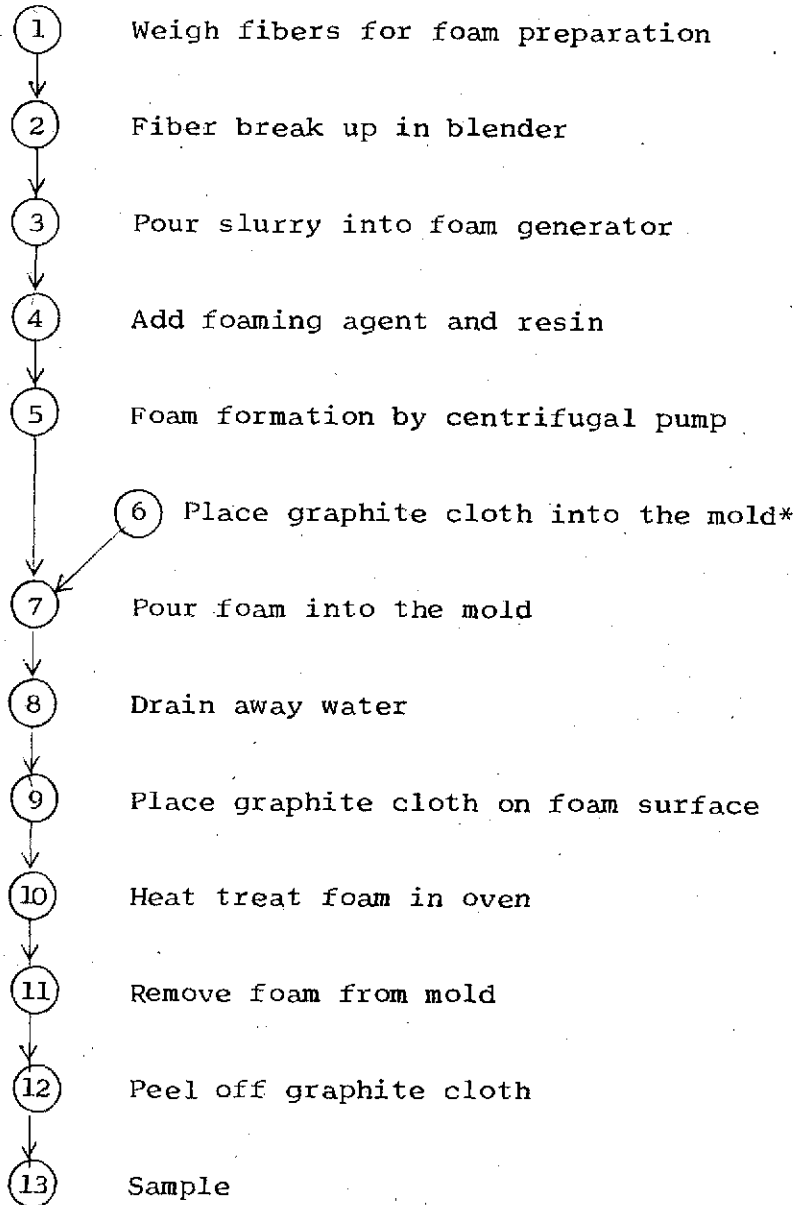 1 Weigh fibers for foam preparation
2 Fiber break up in blender
3 Pour slurry into foam generator
4 Add foaming agent and resin
5 Foam formation by centrifugal pump
6 Place graphite cloth into the mold*
7 Pour foam into the mold
8 Drain away water
9 Place graphite cloth on foam surface
10 Heat treat foam in oven
11 Remove foam from mold
12 Peel off graphite cloth
13 Sample